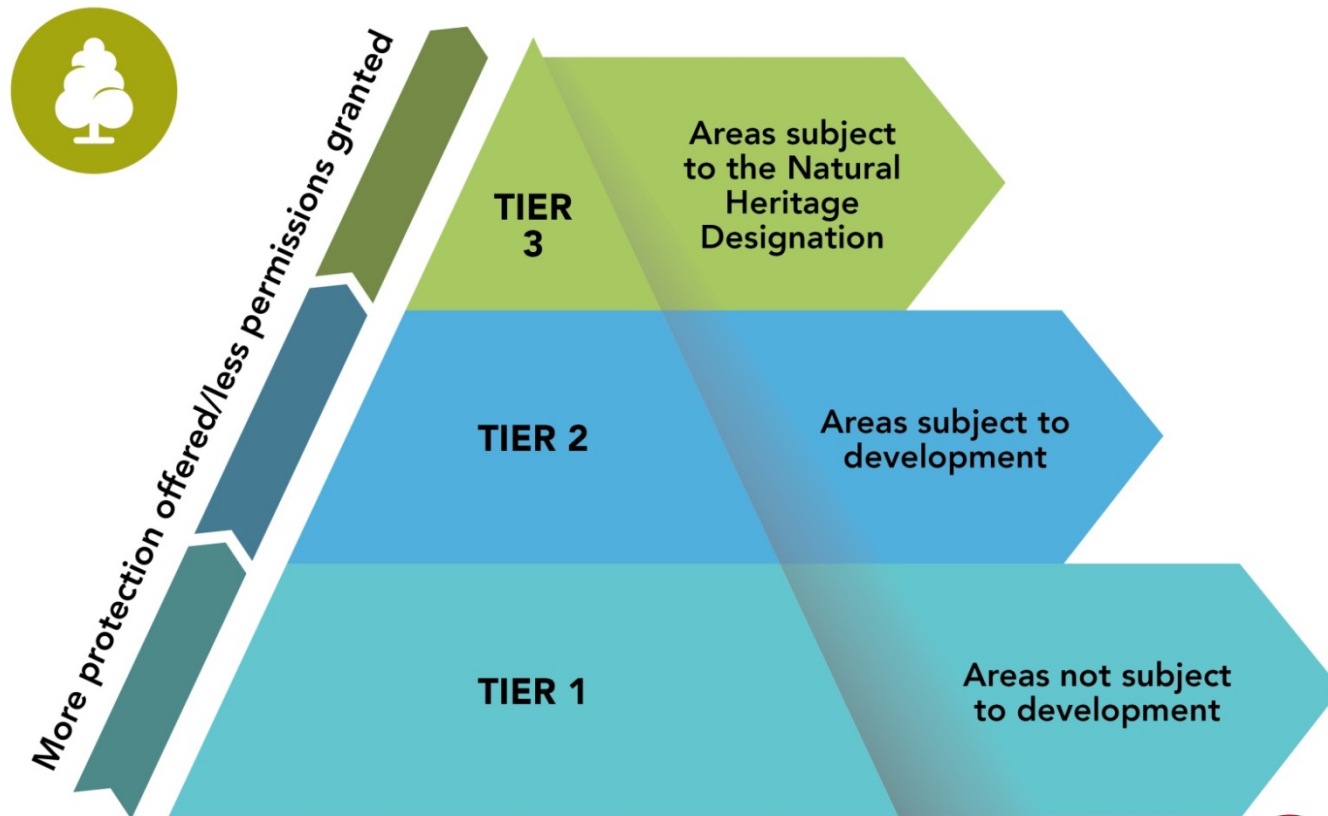 More protection offered/less permissions granted
TIER
3
Areas subject
to the Natural
Heritage
Designation
TIER 2
Areas subject to
development
TIER 1
Areas not subject
to development